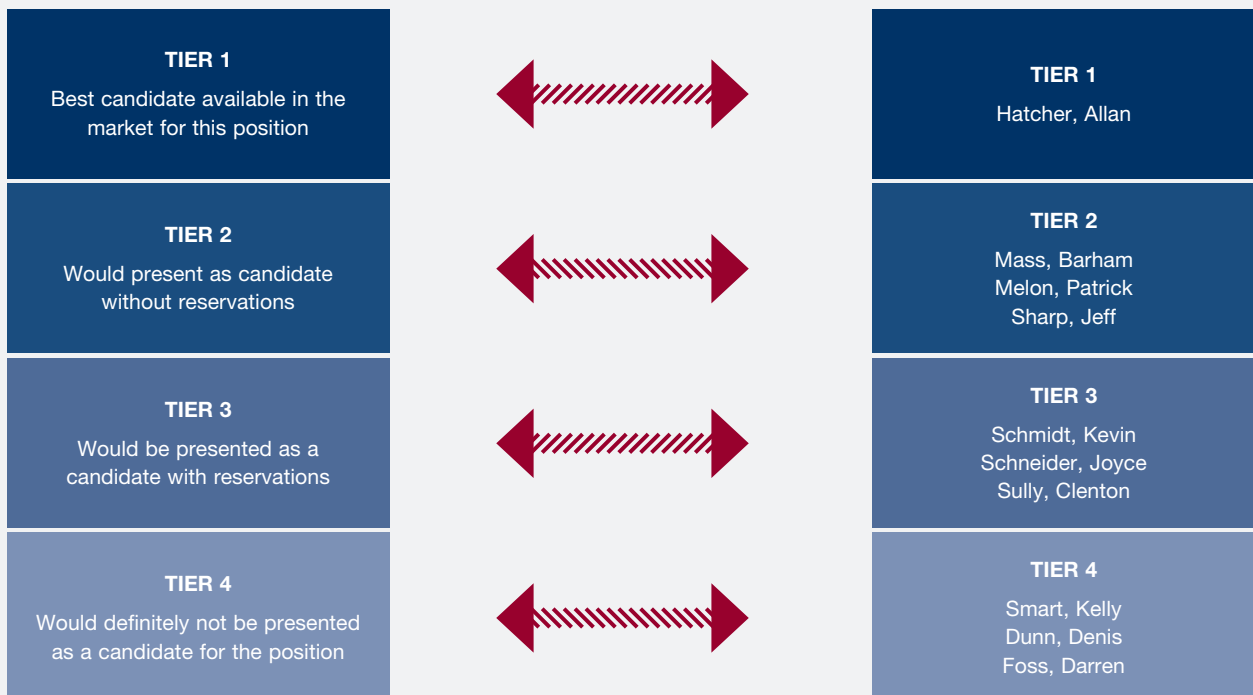 TIER 1
Best candidate available in the
market for this position
TIER 1
Hatcher, Allan
TIER 2
Would present as candidate
without reservations
TIER 2
Mass, Barham
Melon, Patrick
Sharp, Jeff
TIER 3
Would be presented as a
candidate with reservations
TIER 3
Schmidt, Kevin
Schneider, Joyce
Sully, Clenton
TIER 4
Would definitely not be presented
as a candidate for the position
TIER 4
Smart, Kelly
Dunn, Denis
Foss, Darren